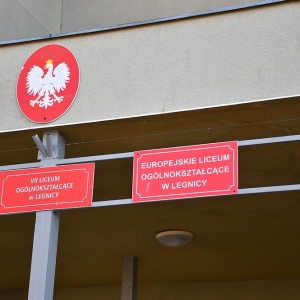 VII LICEUM
OGÓLNOKSZTAŁCĄCE
W LEGNICY
EUROPEJSKIE LICEUM
OGÓLNOKSZTAŁCĄCE
W LEGNICY